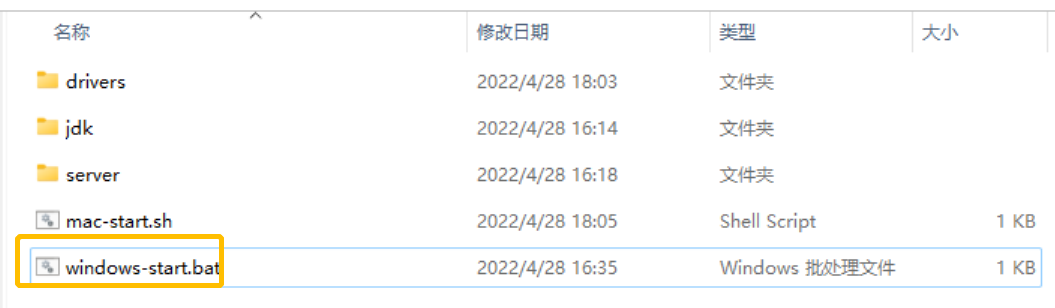 名称 修改日期 类型 大小
drivers 2022/4/28 18:03 文件夹
jdk 2022/4/28 16:14 文件夹
server 2022/4/28 16:18 文件夹
mac-start.sh 2022/4/28 18:05 Shell Script 1 KB
windows-start.bat 2022/4/28 16:35 Windows 批处理文件 1 KB